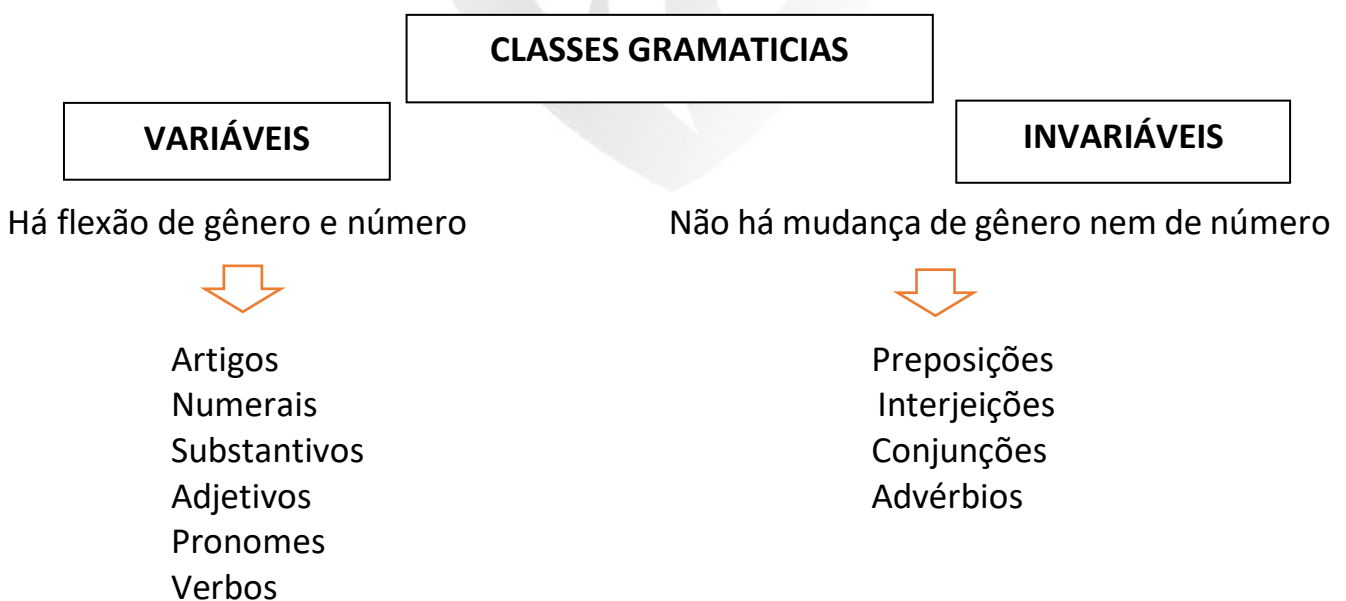 CLASSES GRAMATICIAS
VARIÁVEIS
INVARIÁVEIS
Há flexão de gênero e número
Não há mudança de gênero nem de número
Artigos
Numerais
Substantivos
Adjetivos
Pronomes
Verbos
Preposições
Interjeições
Conjunções
Advérbios